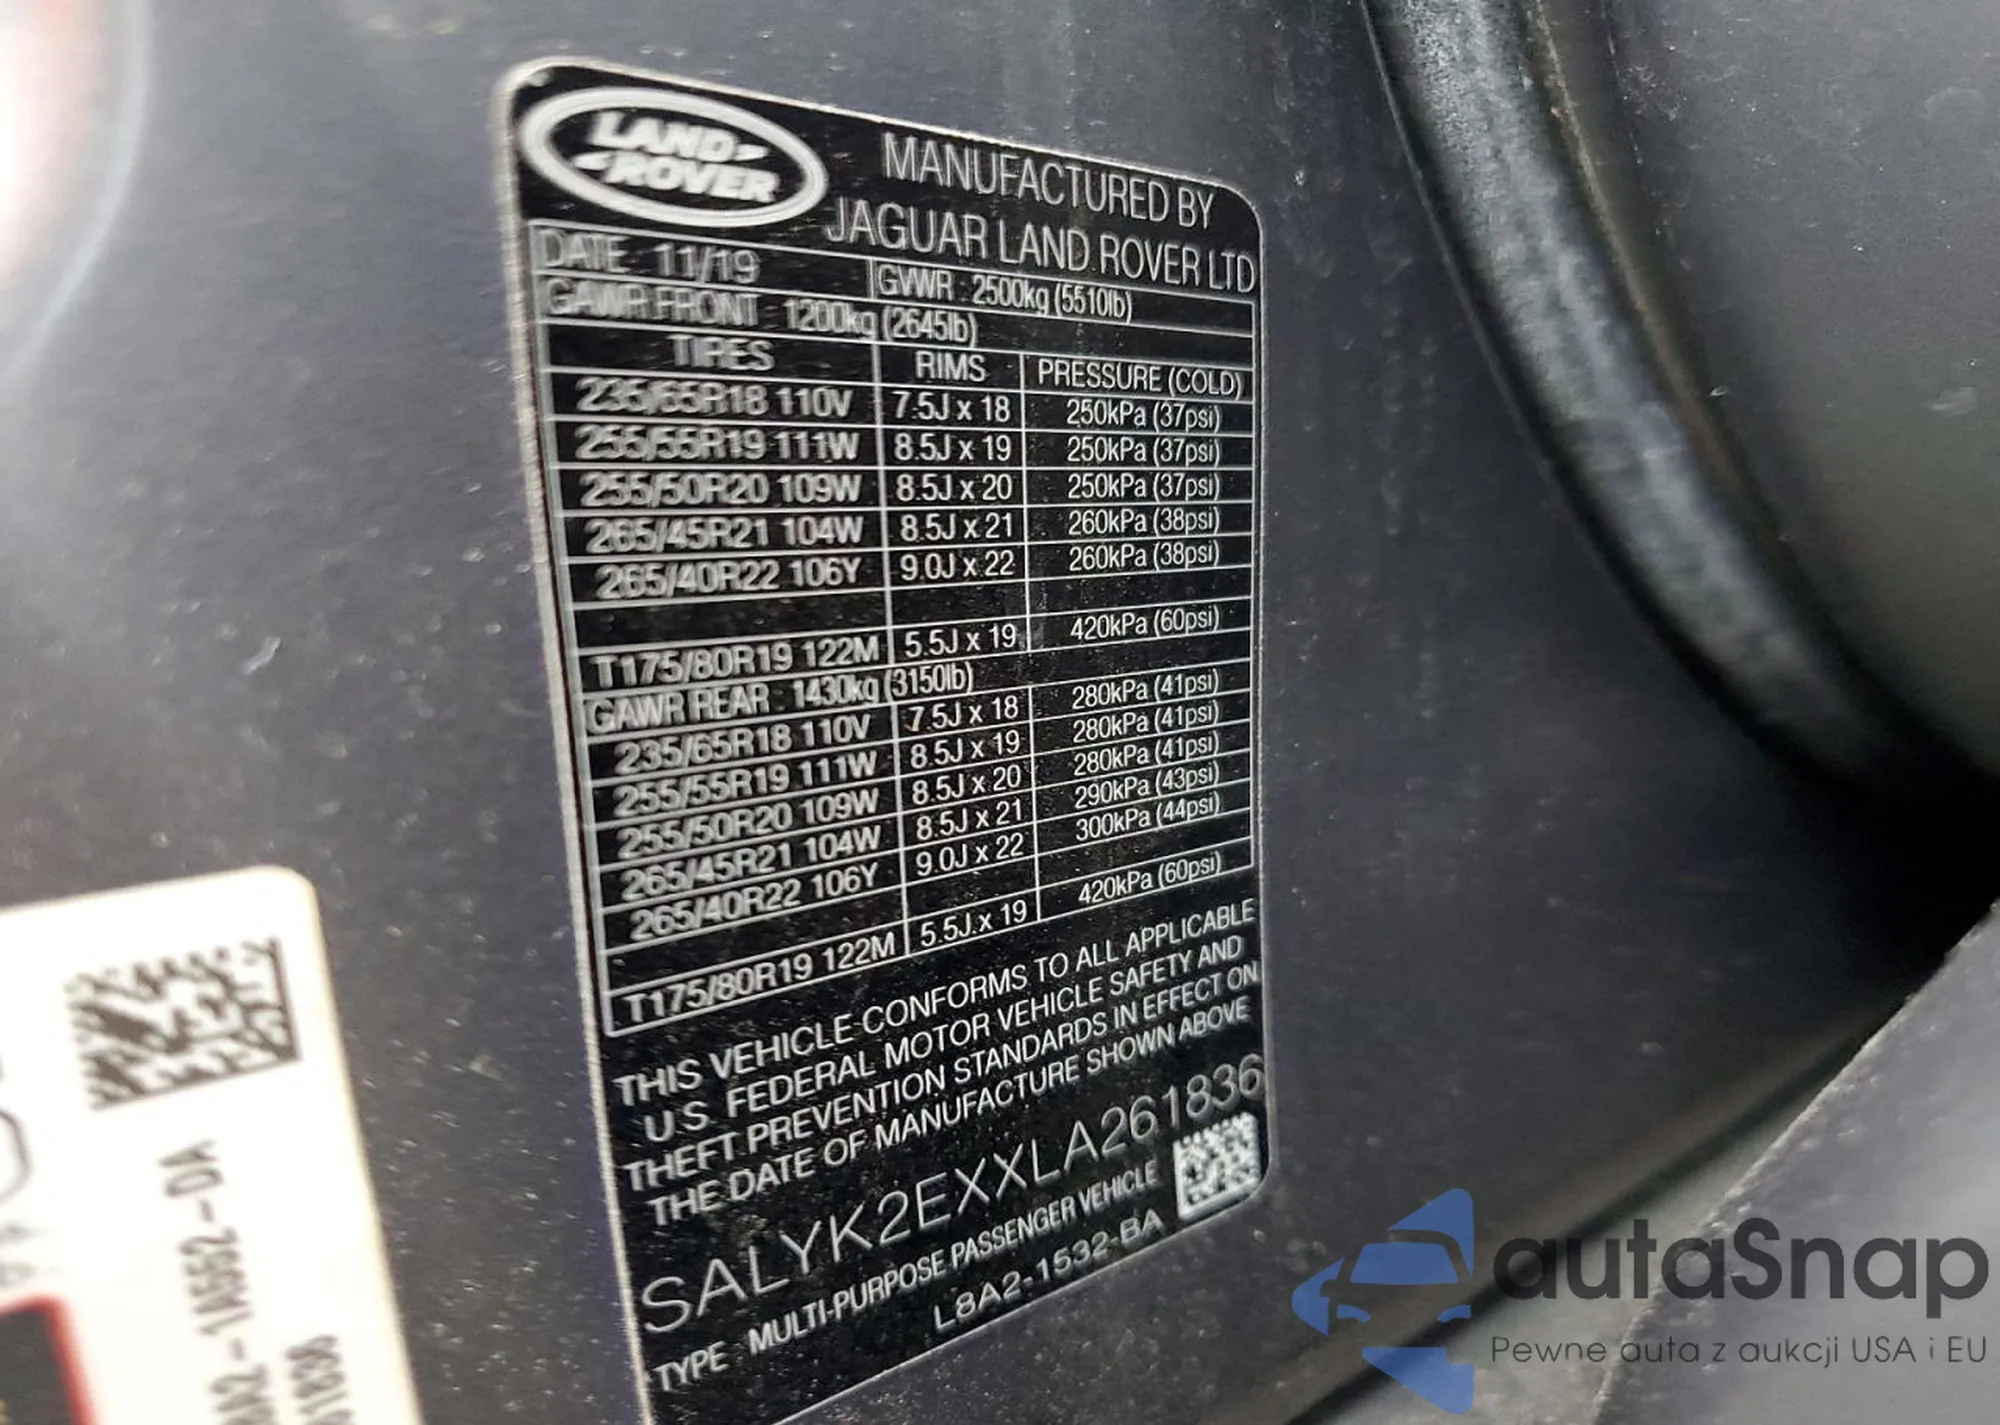 LAND ROVER
MANUFACTURED BY
JAGUAR LAND ROVER LTD
DATE 11/19 GVWR : 2500kg (5510lb)
GAWR FRONT : 1200kg (2645lb)
TIRES RIMS PRESSURE (COLD)
235/65R18 110V 7.5J x 18 250kPa (37psi)
255/55R19 111W 8.5J x 19 250kPa (37psi)
255/50R20 109W 8.5J x 20 250kPa (37psi)
265/45R21 104W 8.5J x 21 260kPa (38psi)
265/40R22 106Y 9.0J x 22 260kPa (38psi)
T175/80R19 122M 5.5J x 19 420kPa (60psi)
GAWR REAR : 1430kg (3150lb)
235/65R18 110V 7.5J x 18 280kPa (41psi)
255/55R19 111W 8.5J x 19 280kPa (41psi)
255/50R20 109W 8.5J x 20 280kPa (41psi)
265/45R21 104W 8.5J x 21 290kPa (43psi)
265/40R22 106Y 9.0J x 22 300kPa (44psi)
T175/80R19 122M 5.5J x 19 420kPa (60psi)
THIS VEHICLE CONFORMS TO ALL APPLICABLE
U.S. FEDERAL MOTOR VEHICLE SAFETY AND
THEFT PREVENTION STANDARDS IN EFFECT ON
THE DATE OF MANUFACTURE SHOWN ABOVE
SALYK2EXXLA261836
TYPE MULTI-PURPOSE PASSENGER VEHICLE
L8A2-1532-BA
8A2-1A552-DA
61836
autaSnap
Pewne auta z aukcji USA i EU